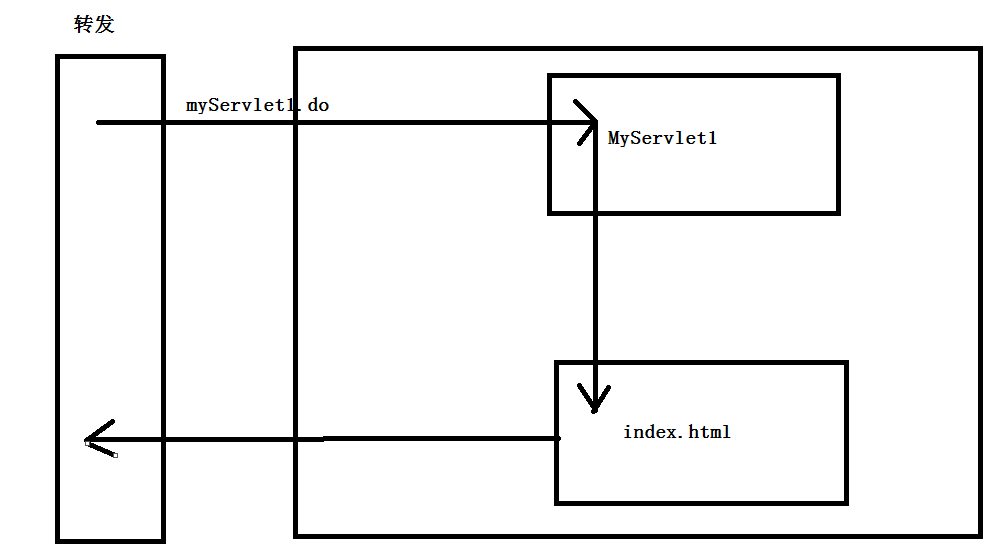 转发
myServlet1.do
MyServlet1
index.html